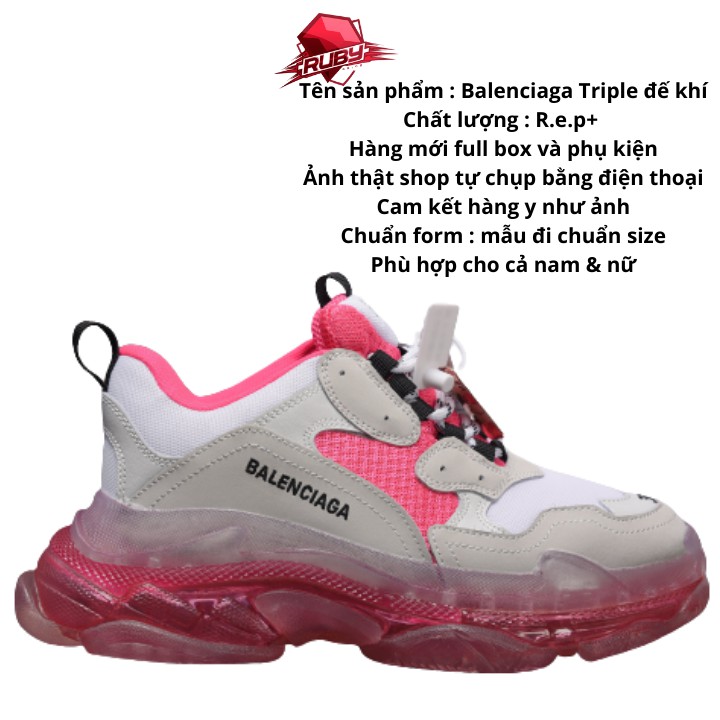 RUBY
Tên sản phẩm : Balenciaga Triple đế khí
Chất lượng : R.e.p+
Hàng mới full box và phụ kiện
Ảnh thật shop tự chụp bằng điện thoại
Cam kết hàng y như ảnh
Chuẩn form : mẫu đi chuẩn size
Phù hợp cho cả nam & nữ
BALENCIAGA